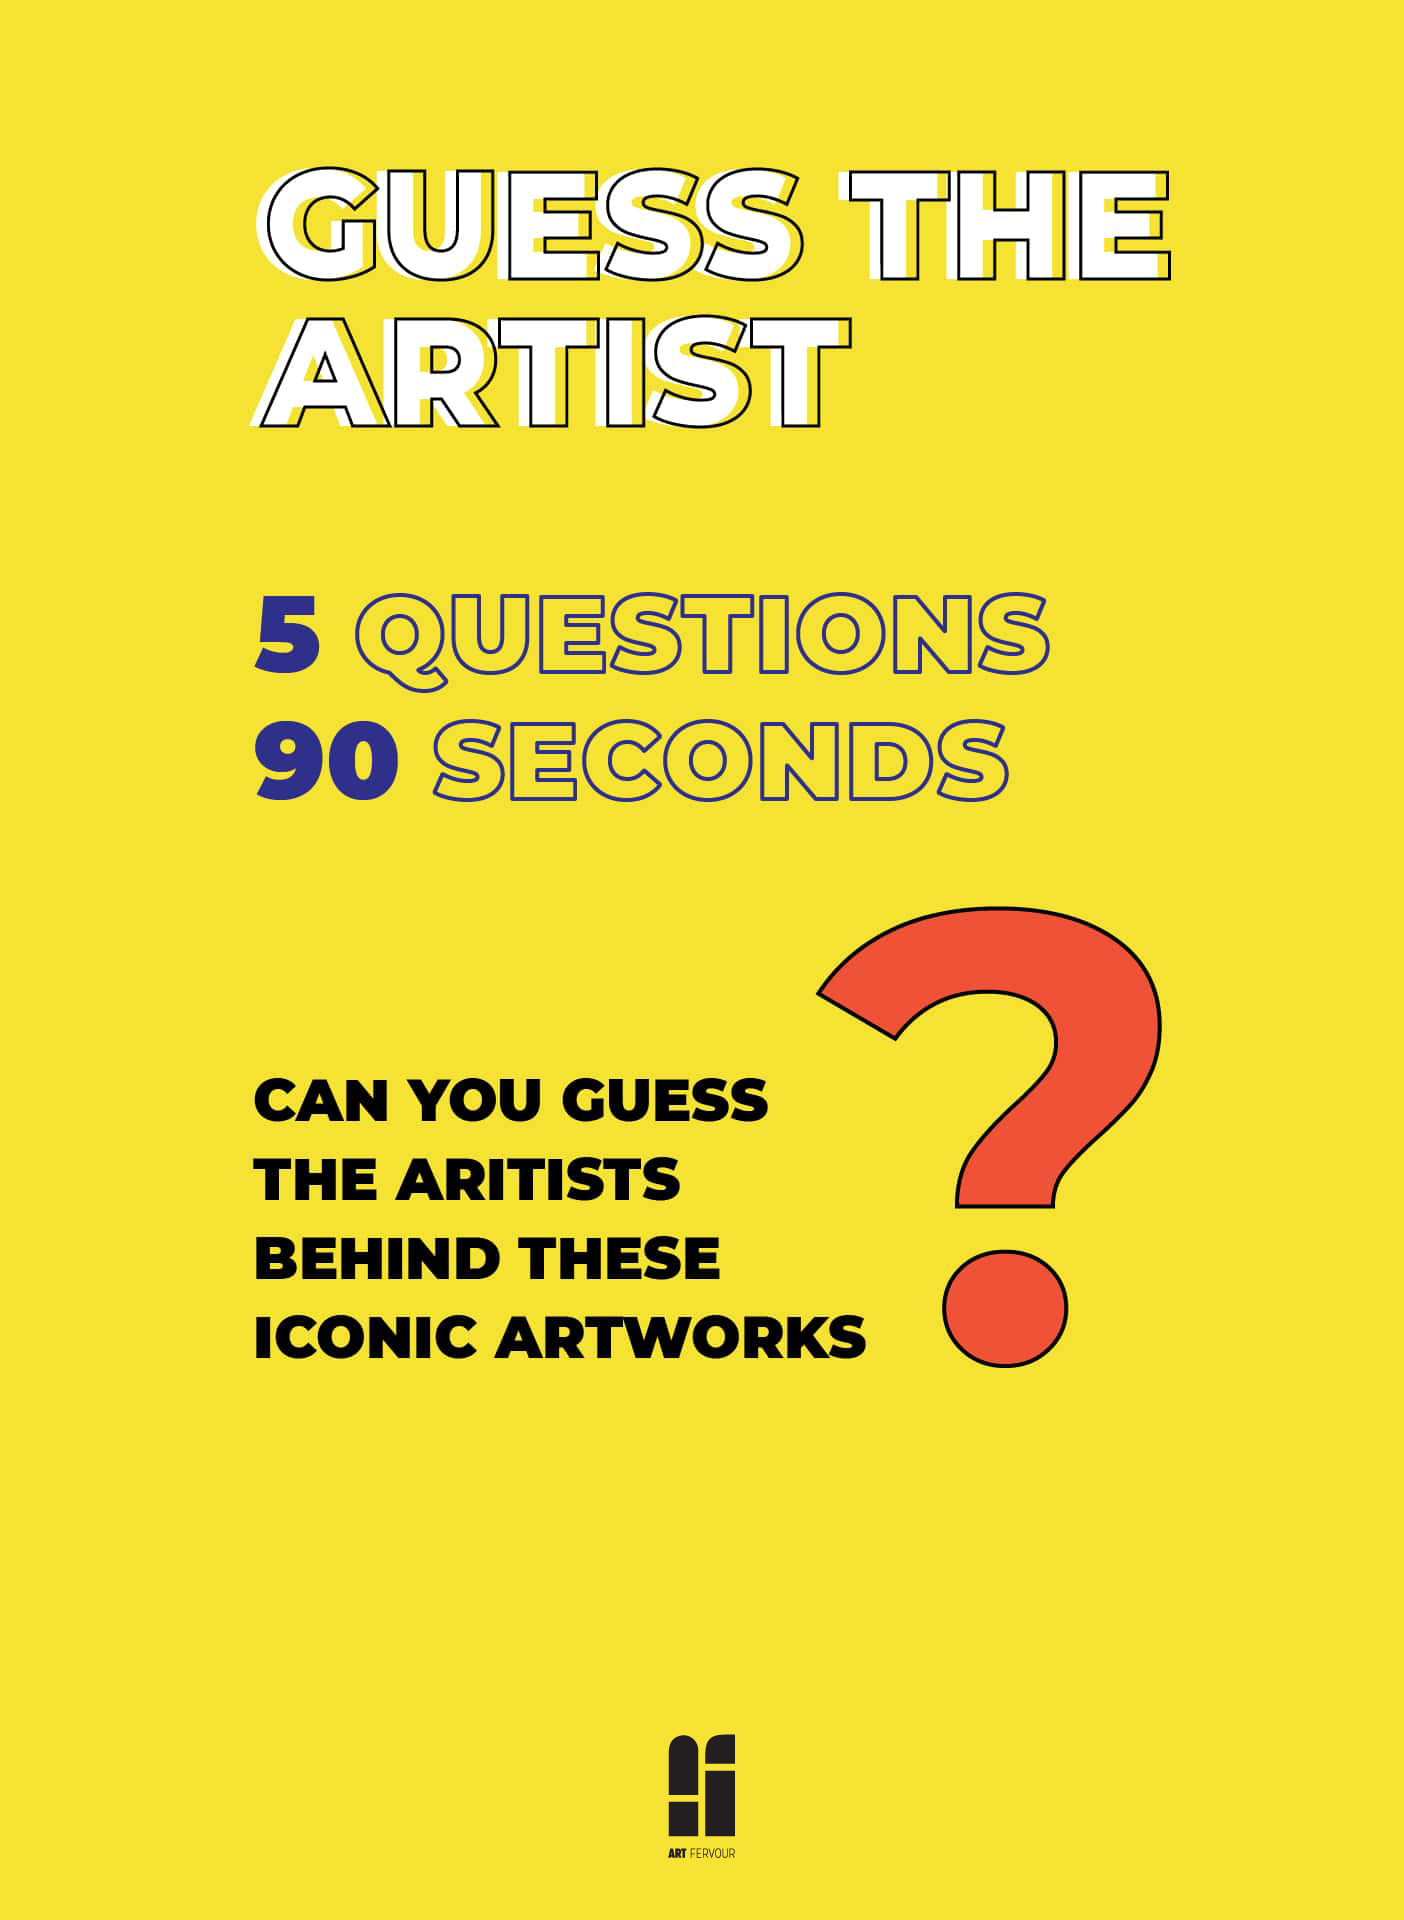 GUESS THE
ARTIST
5 QUESTIONS
90 SECONDS
CAN YOU GUESS
THE ARITISTS
BEHIND THESE
ICONIC ARTWORKS
?
ART FERVOUR